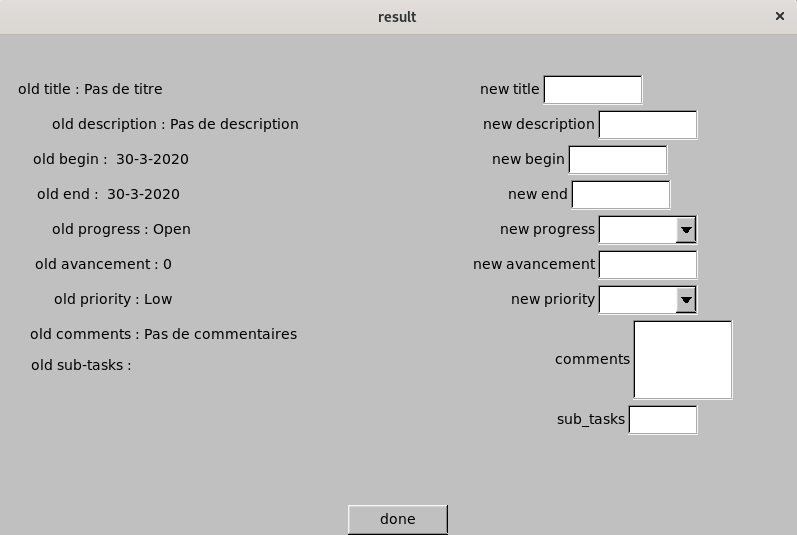 result
old title : Pas de titre
new title
old description : Pas de description
new description
old begin :  30-3-2020
new begin
old end :  30-3-2020
new end
old progress : Open
new progress
old avancement : 0
new avancement
old priority : Low
new priority
old comments : Pas de commentaires
comments
old sub-tasks :
sub_tasks
done